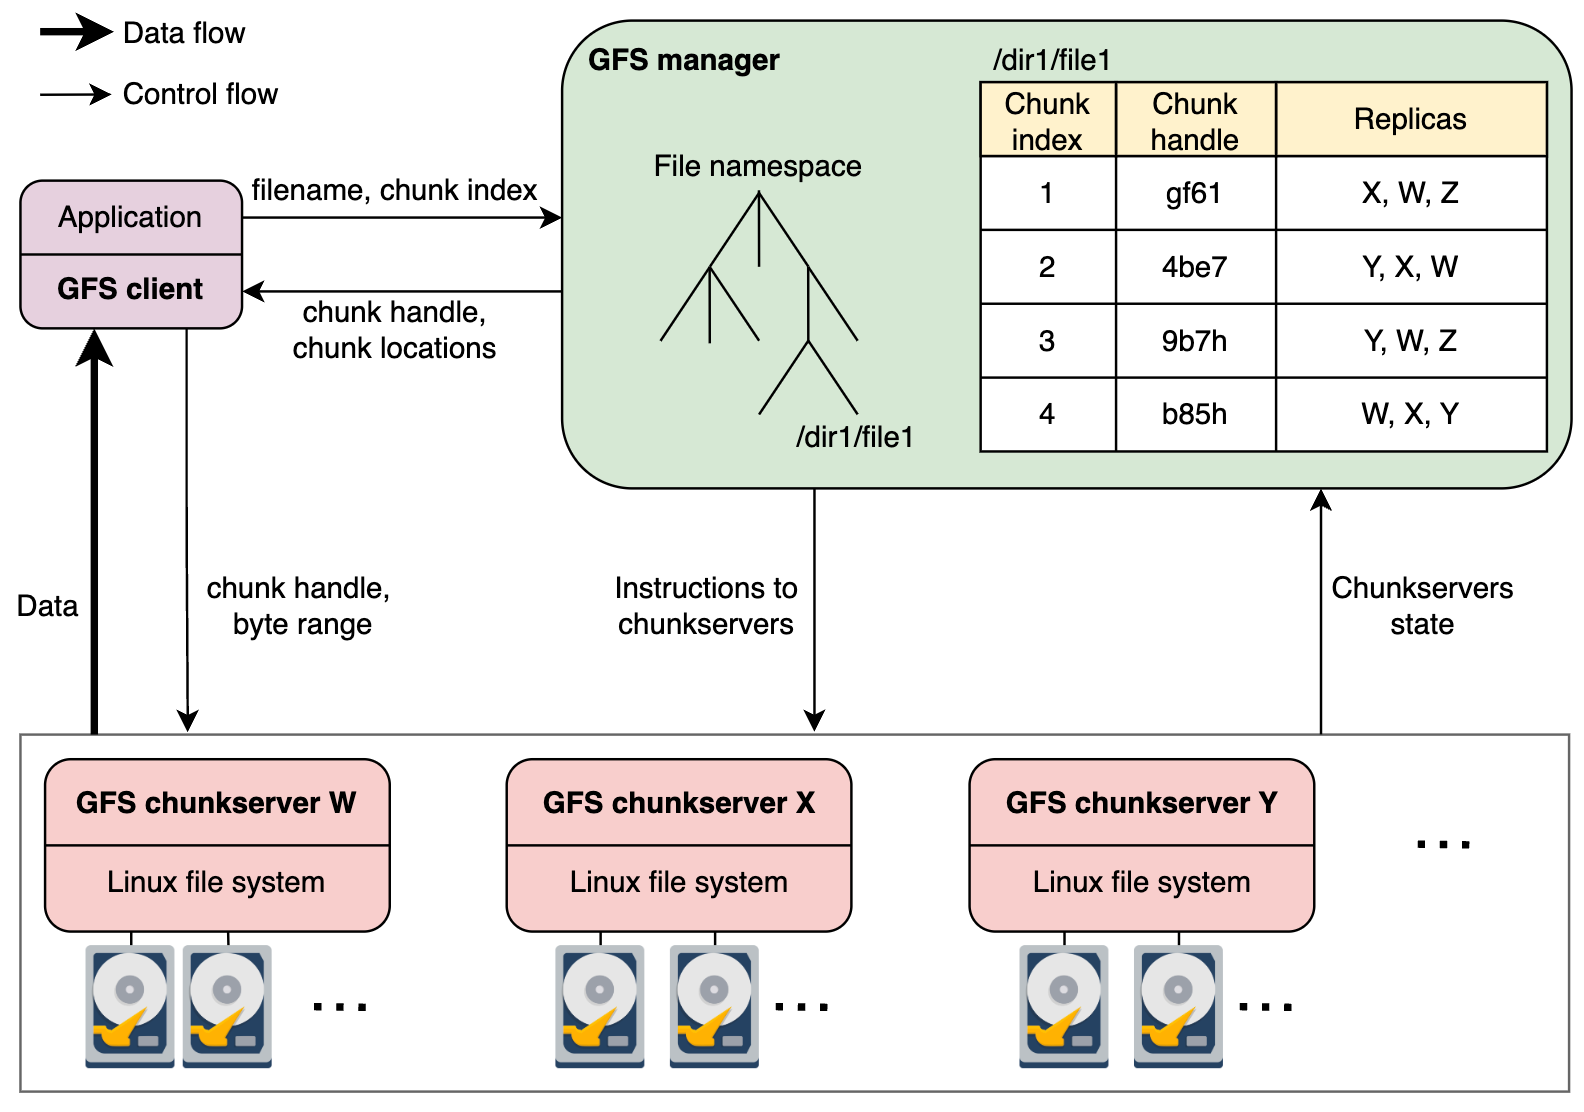 Data flow
Control flow
GFS manager
/dir1/file1
Chunk index
Chunk handle
Replicas
1
gf61
X, W, Z
2
4be7
Y, X, W
3
9b7h
Y, W, Z
4
b85h
W, X, Y
File namespace
/dir1/file1
Application
GFS client
filename, chunk index
chunk handle,
chunk locations
Data
chunk handle,
byte range
Instructions to
chunkservers
Chunkservers
state
GFS chunkserver W
Linux file system
GFS chunkserver X
Linux file system
GFS chunkserver Y
Linux file system
...
...
...
...